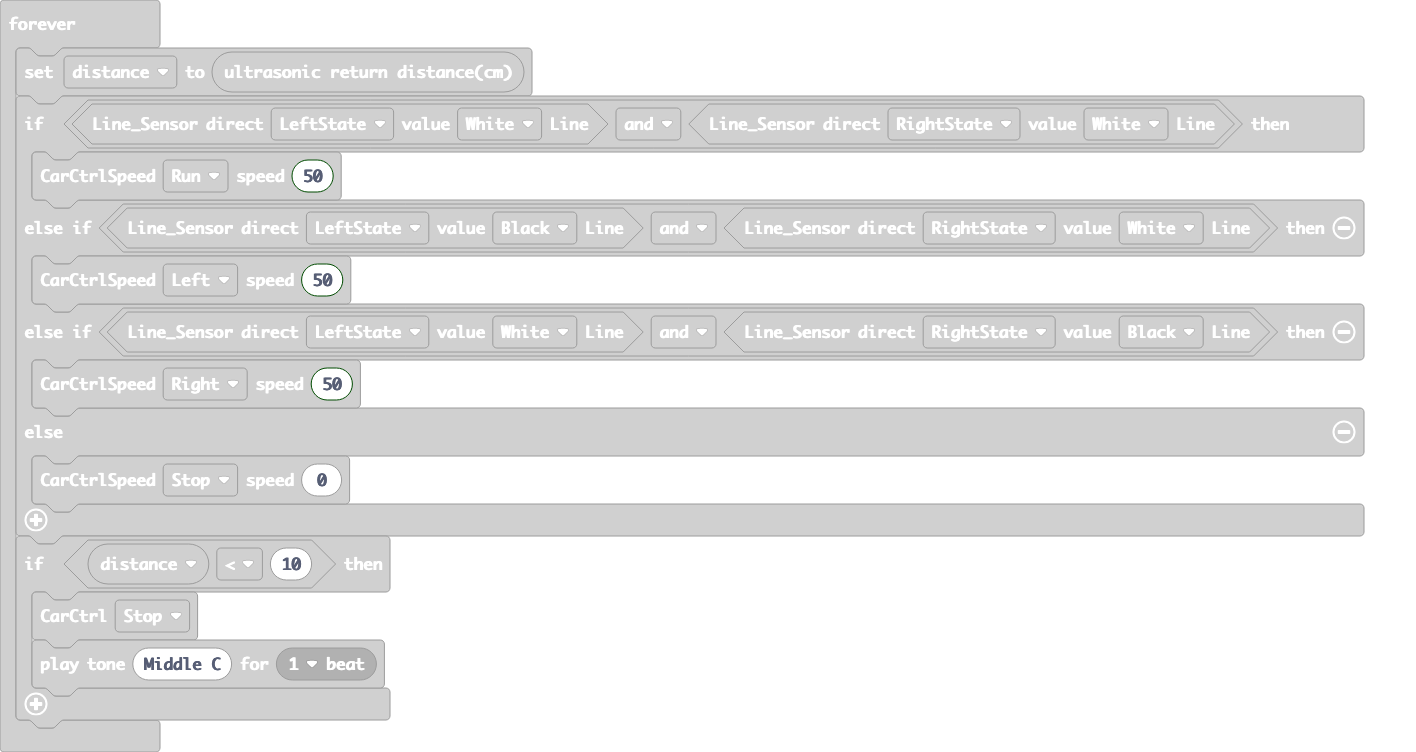 forever
set distance to ultrasonic return distance(cm)
if Line_Sensor direct LeftState value White Line and Line_Sensor direct RightState value White Line then
CarCtrlSpeed Run speed 50
else if Line_Sensor direct LeftState value Black Line and Line_Sensor direct RightState value White Line then
CarCtrlSpeed Left speed 50
else if Line_Sensor direct LeftState value White Line and Line_Sensor direct RightState value Black Line then
CarCtrlSpeed Right speed 50
else
CarCtrlSpeed Stop speed 0
if distance < 10 then
CarCtrl Stop
play tone Middle C for 1 beat